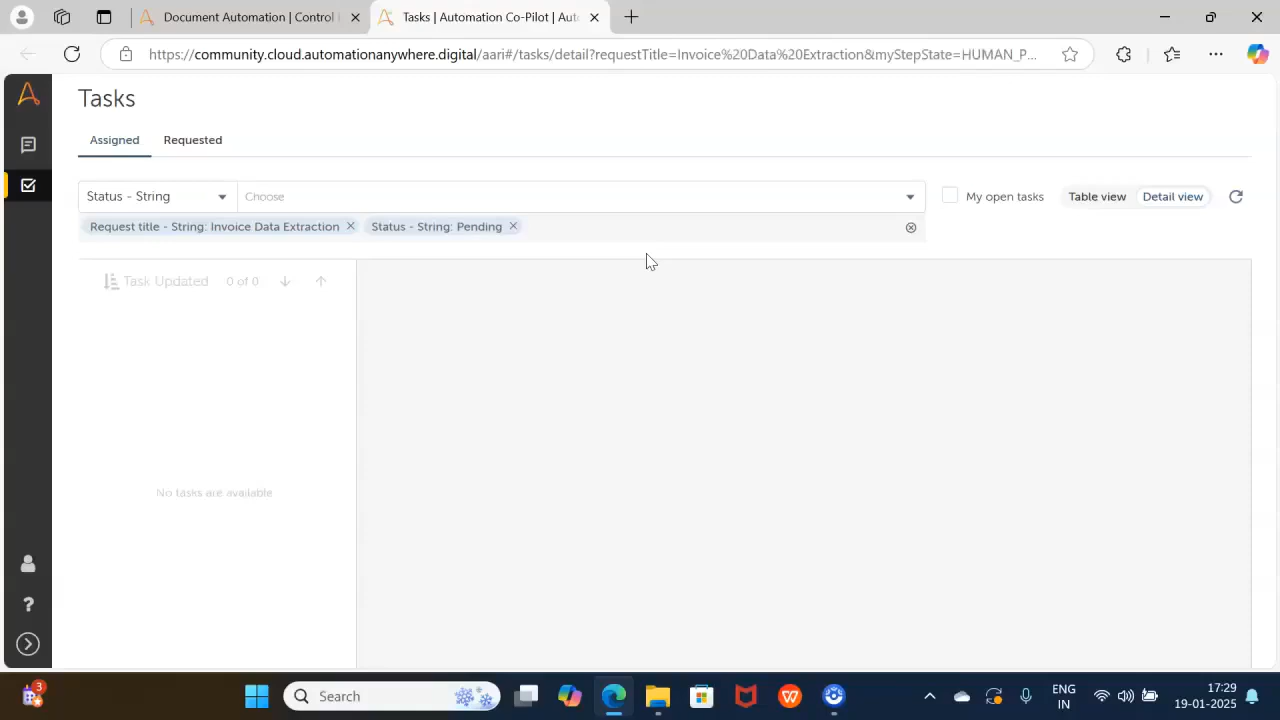 Document Automation | Control
Tasks | Automation Co-Pilot | Aut
https://community.cloud.automationanywhere.digital/aari#/tasks/detail?requestTitle=Invoice%20Data%20Extraction&myStepState=HUMAN_P...
Tasks
Assigned
Requested
Status - String
Choose
My open tasks
Table view
Detail view
Request title - String: Invoice Data Extraction
Status - String: Pending
Task Updated
0 of 0
No tasks are available
?
3
Search
ENG
IN
17:29
19-01-2025